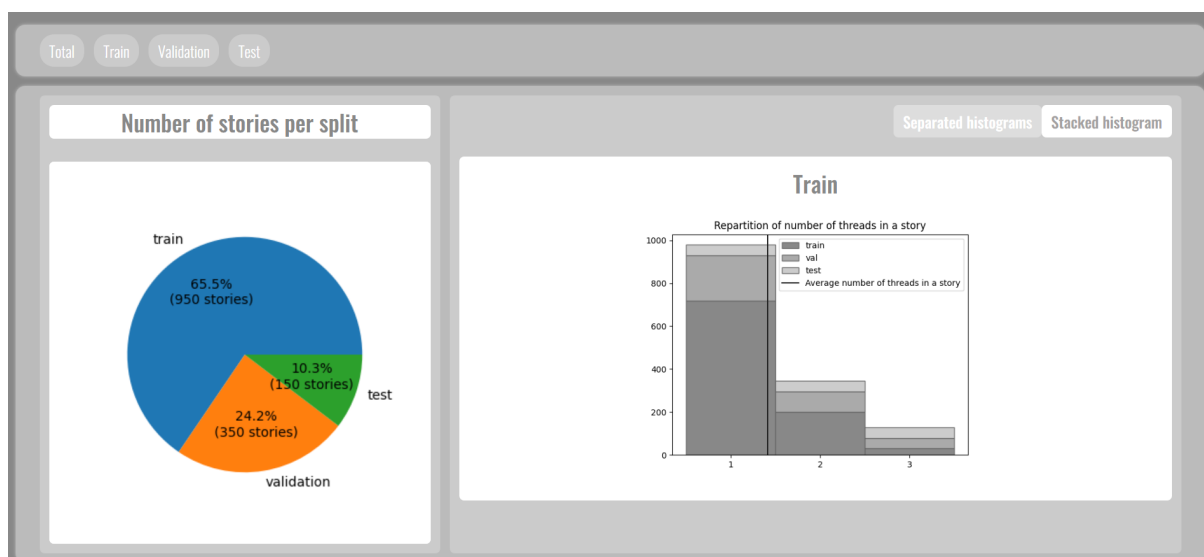 Total
Train
Validation
Test
Number of stories per split
train
65.5%
(950 stories)
10.3%
(150 stories)
test
24.2%
(350 stories)
validation
Separated histograms
Stacked histogram
Train
Repartition of number of threads in a story
1000
800
600
400
200
0
1
2
3
train
val
test
Average number of threads in a story